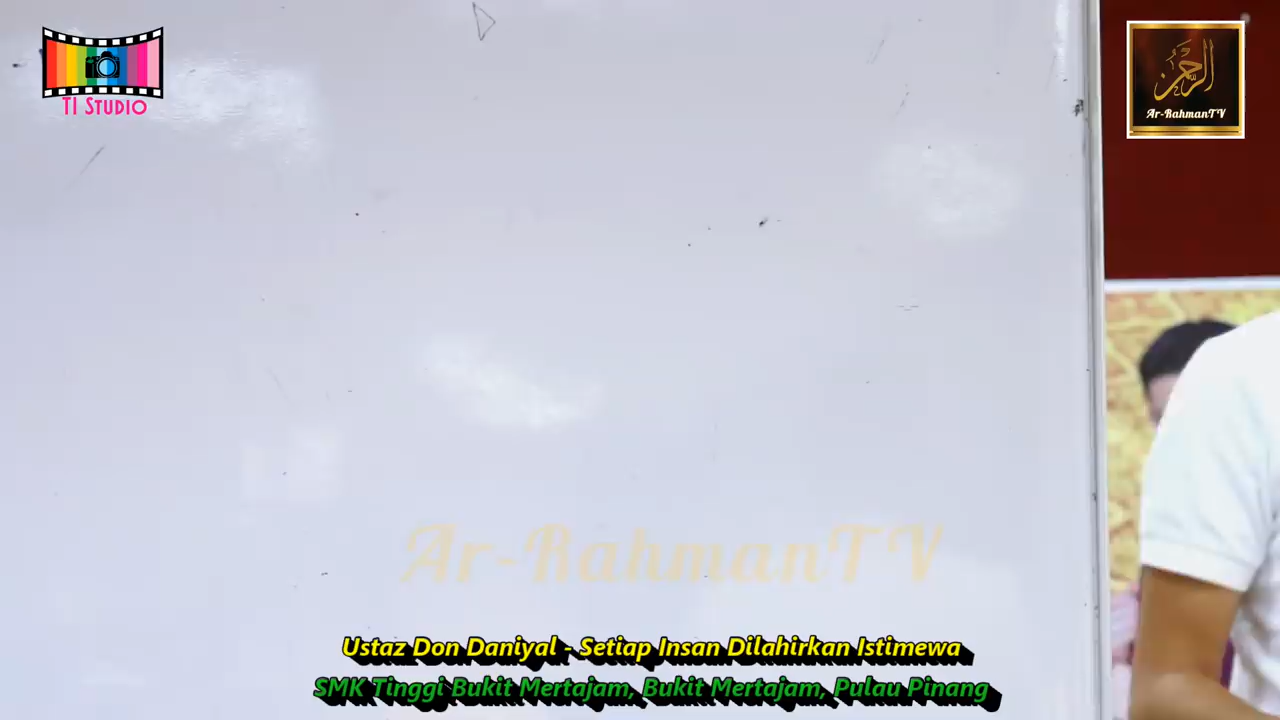 TI STUDIO
الرحمن
Ar-RahmanTV
Ar-RahmanTV
Ustaz Don Daniyal - Setiap Insan Dilahirkan Istimewa
SMK Tinggi Bukit Mertajam, Bukit Mertajam, Pulau Pinang